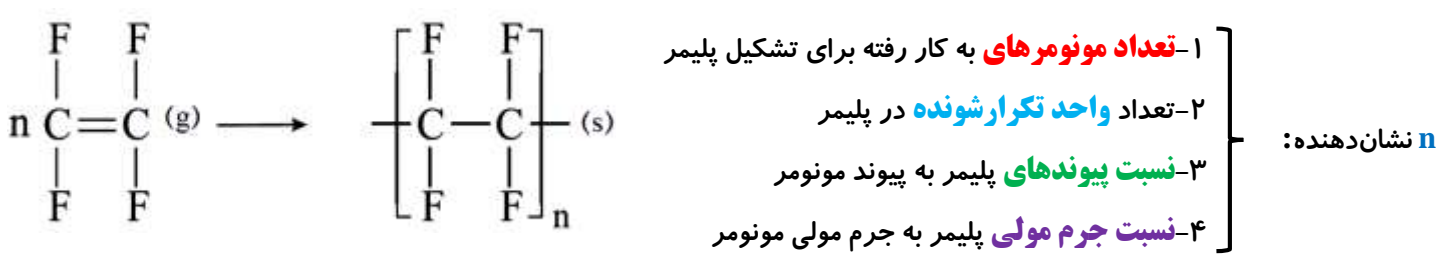 n نشان‌دهنده:
۱-تعداد مونومرهای به کار رفته برای تشکیل پلیمر
۲-تعداد واحد تکرارشونده در پلیمر
۳-نسبت پیوندهای پلیمر به پیوند مونومر
۴-نسبت جرم مولی پلیمر به جرم مولی مونومر
F F F F
n C=C (g) ⟶ C—C (s)
F F F F n